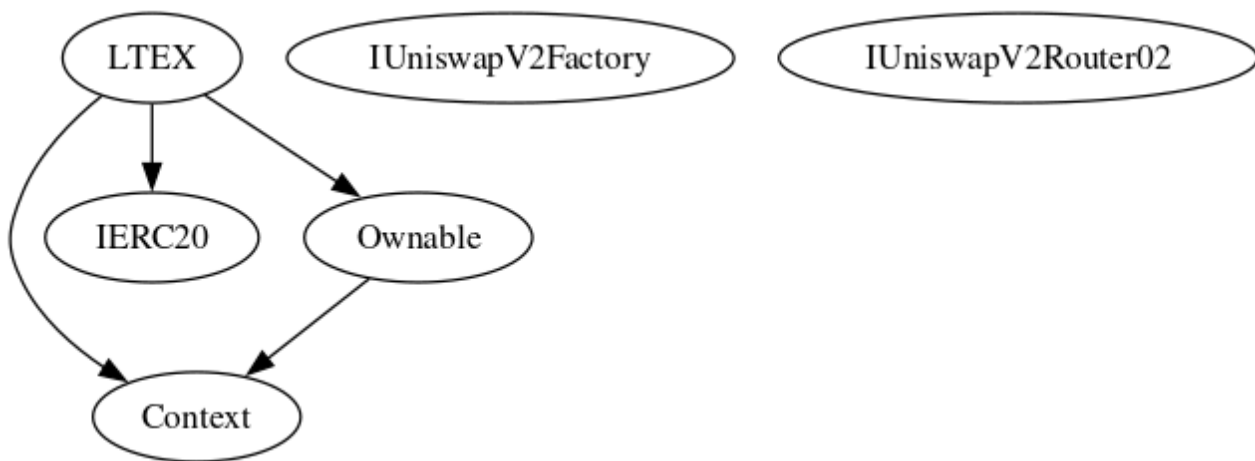 LTEX
IUniswapV2Factory
IUniswapV2Router02
IERC20
Ownable
Context